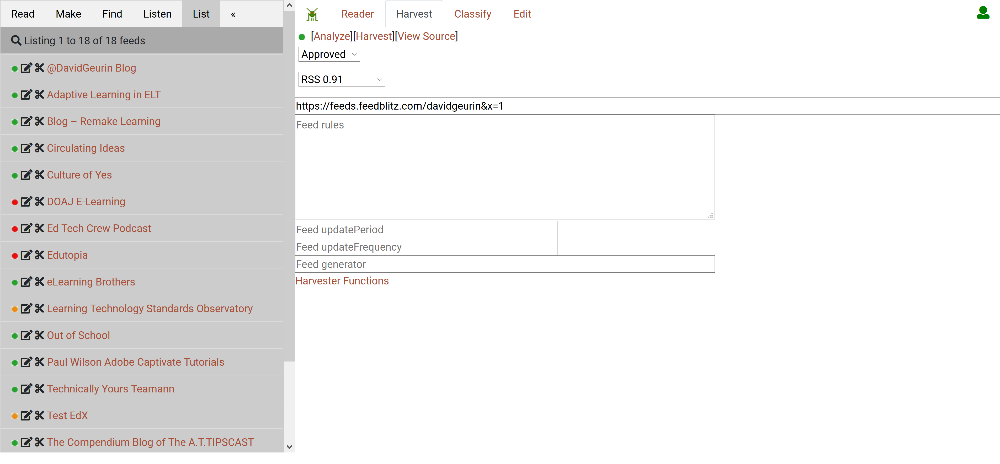 Read Make Find Listen List «
Listing 1 to 18 of 18 feeds
@DavidGeurin Blog
Adaptive Learning in ELT
Blog – Remake Learning
Circulating Ideas
Culture of Yes
DOAJ E-Learning
Ed Tech Crew Podcast
Edutopia
eLearning Brothers
Learning Technology Standards Observatory
Out of School
Paul Wilson Adobe Captivate Tutorials
Technically Yours Teamann
Test EdX
The Compendium Blog of The A.T.TIPSCAST
Reader Harvest Classify Edit
[Analyze][Harvest][View Source]
Approved
RSS 0.91
https://feeds.feedblitz.com/davidgeurin&x=1
Feed rules
Feed updatePeriod
Feed updateFrequency
Feed generator
Harvester Functions